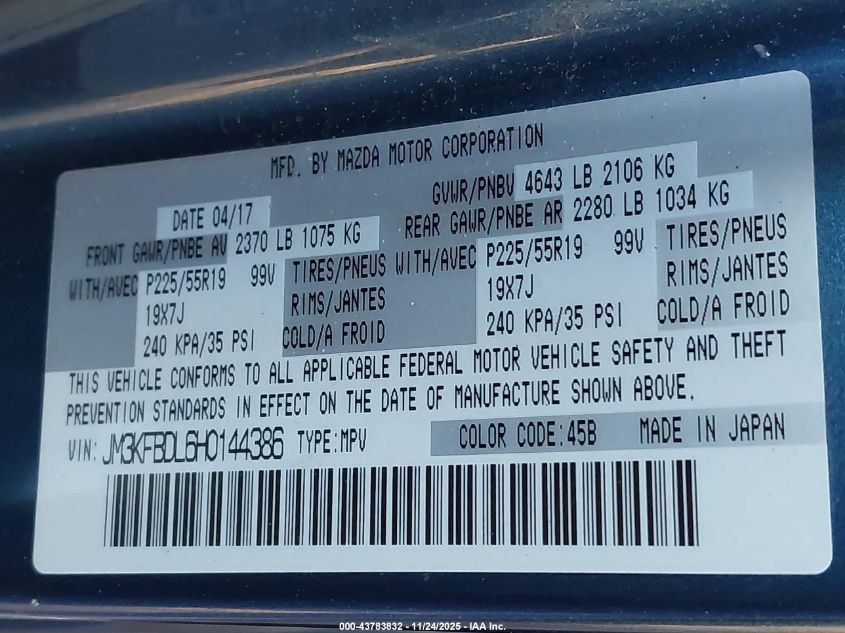 MFD. BY MAZDA MOTOR CORPORATION
DATE 04/17
GVWR/PNBV 4643 LB 2106 KG
FRONT GAWR/PNBE AV 2370 LB 1075 KG
REAR GAWR/PNBE AR 2280 LB 1034 KG
WITH/AVEC P225/55R19 99V TIRES/PNEUS WITH/AVEC P225/55R19 99V TIRES/PNEUS
19X7J RIMS/JANTES 19X7J RIMS/JANTES
240 KPA/35 PSI COLD/A FROID 240 KPA/35 PSI COLD/A FROID
THIS VEHICLE CONFORMS TO ALL APPLICABLE FEDERAL MOTOR VEHICLE SAFETY AND THEFT
PREVENTION STANDARDS IN EFFECT ON THE DATE OF MANUFACTURE SHOWN ABOVE.
VIN: JM3KFBDL6H0144386 TYPE:MPV COLOR CODE:45B MADE IN JAPAN
000-43783832 - 11/24/2025 - IAA Inc.